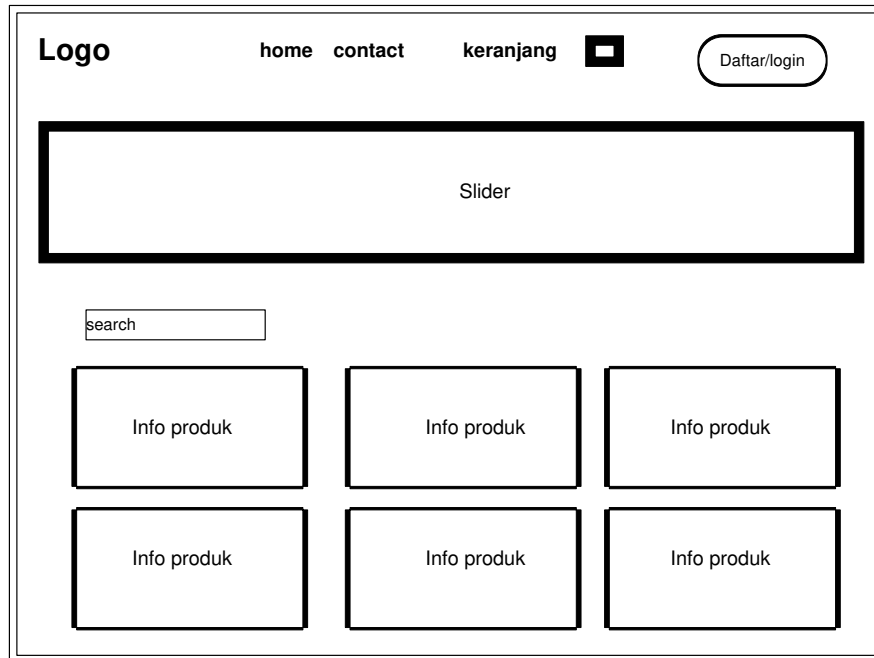 Logo
home contact keranjang
Daftar/login
Slider
search
Info produk Info produk Info produk
Info produk Info produk Info produk